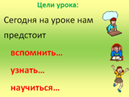 Цели урока:
Сегодня на уроке нам
предстоит
вспомнить…
узнать…
научиться…